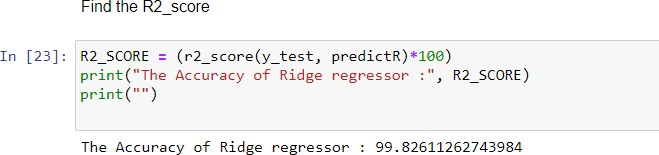 Find the R2_score
In [23]: R2_SCORE = (r2_score(y_test, predictR)*100)
print("The Accuracy of Ridge regressor :", R2_SCORE)
print("")
The Accuracy of Ridge regressor : 99.82611262743984